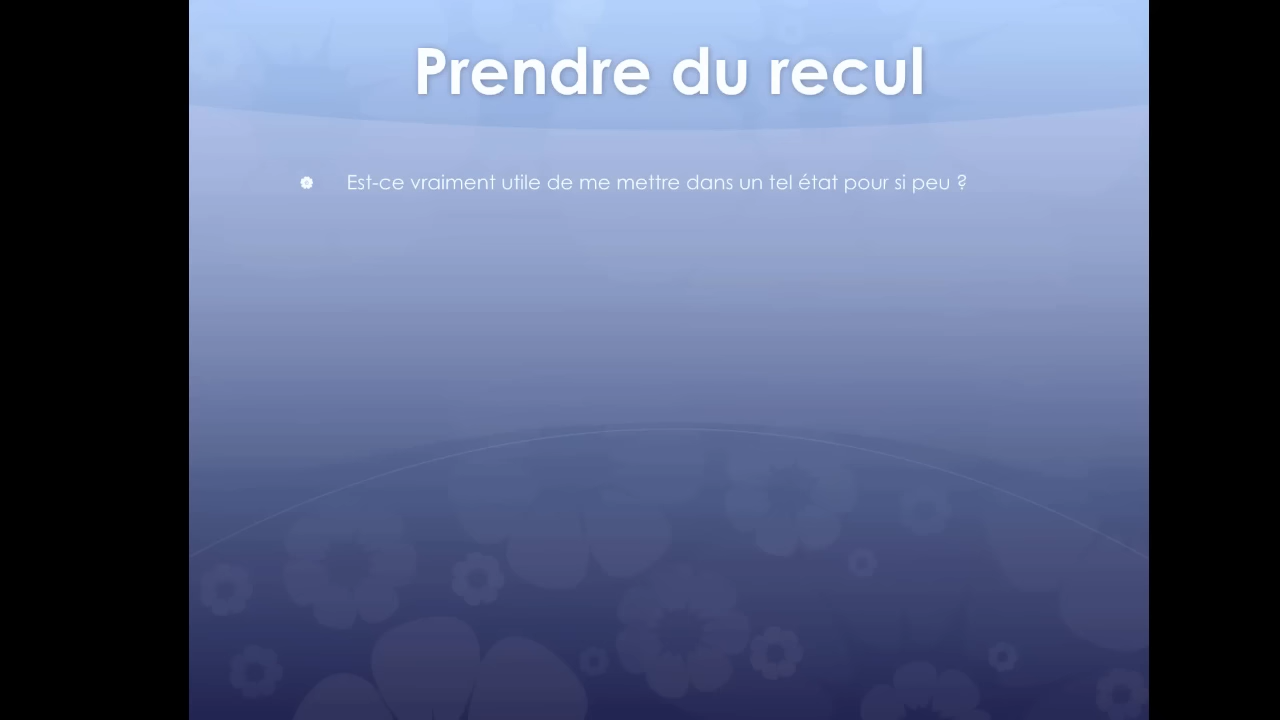 Prendre du recul
Est-ce vraiment utile de me mettre dans un tel état pour si peu ?